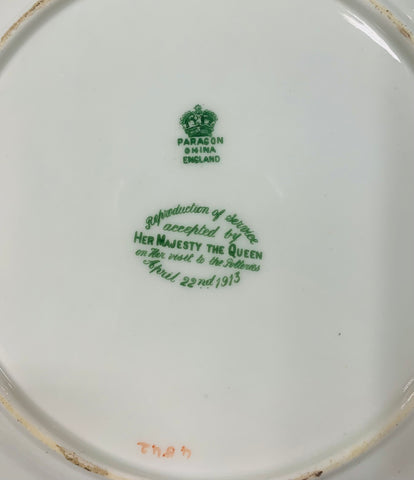 PARAGON
CHINA
ENGLAND
Reproduction of Service
accepted by
HER MAJESTY THE QUEEN
on Her visit to the Potteries
April 22nd 1913
4842